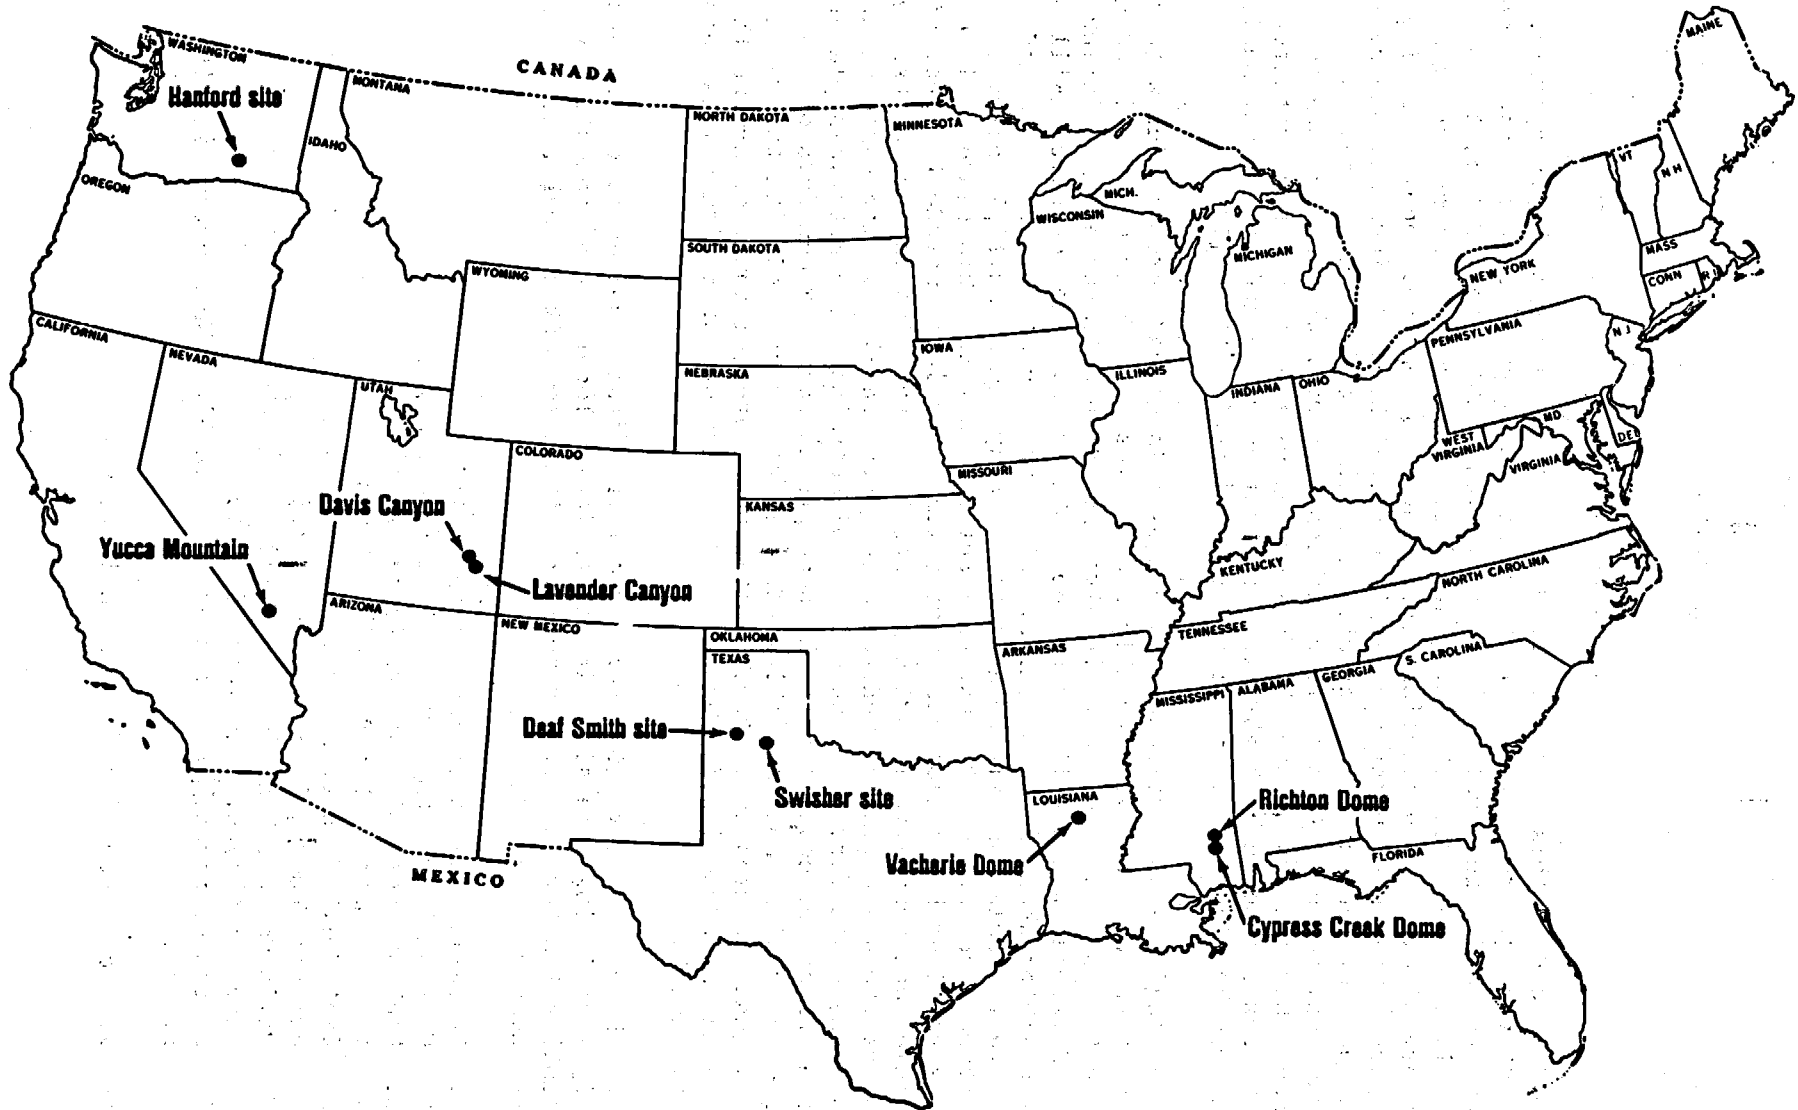 MAINE
WASHINGTON
CANADA
MONTANA
Hanford site
NORTH DAKOTA
MINNESOTA
IDAHO
VT
N H
OREGON
MICH.
WISCONSIN
SOUTH DAKOTA
MICHIGAN
MASS
WYOMING
NEW YORK
CONN
R I
CALIFORNIA
PENNSYLVANIA
N J
NEVADA
IOWA
NEBRASKA
ILLINOIS
UTAH
INDIANA
OHIO
MD
DEL
COLORADO
WEST
VIRGINIA
VIRGINIA
MISSOURI
Davis Canyon
KANSAS
Yucca Mountain
KENTUCKY
NORTH CAROLINA
Lavender Canyon
ARIZONA
NEW MEXICO
OKLAHOMA
TENNESSEE
TEXAS
ARKANSAS
S. CAROLINA
GEORGIA
MISSISSIPPI
ALABAMA
Deaf Smith site
Swisher site
LOUISIANA
Richton Dome
FLORIDA
Vacherie Dome
MEXICO
Cypress Creek Dome